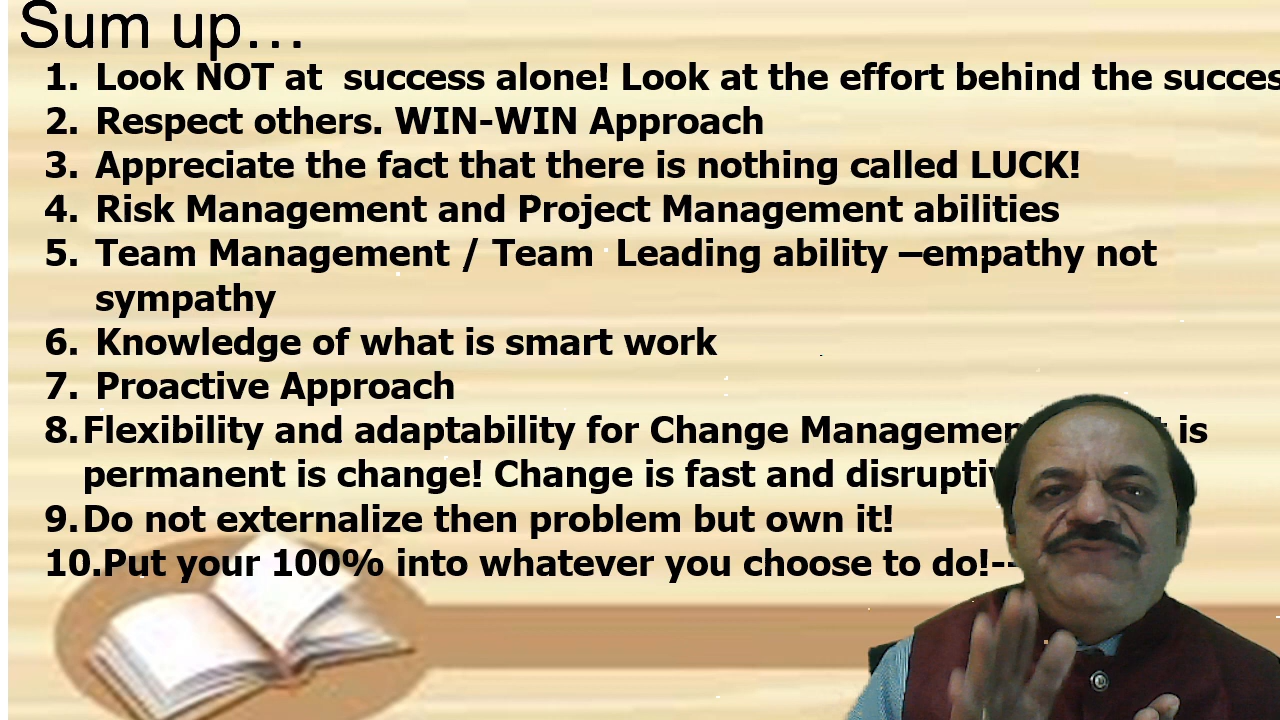 Sum up...
1. Look NOT at success alone! Look at the effort behind the succes
2. Respect others. WIN-WIN Approach
3. Appreciate the fact that there is nothing called LUCK!
4. Risk Management and Project Management abilities
5. Team Management / Team Leading ability –empathy not
sympathy
6. Knowledge of what is smart work
7. Proactive Approach
8. Flexibility and adaptability for Change Managemen is
permanent is change! Change is fast and disruptiv
9. Do not externalize then problem but own it!
10. Put your 100% into whatever you choose to do!--